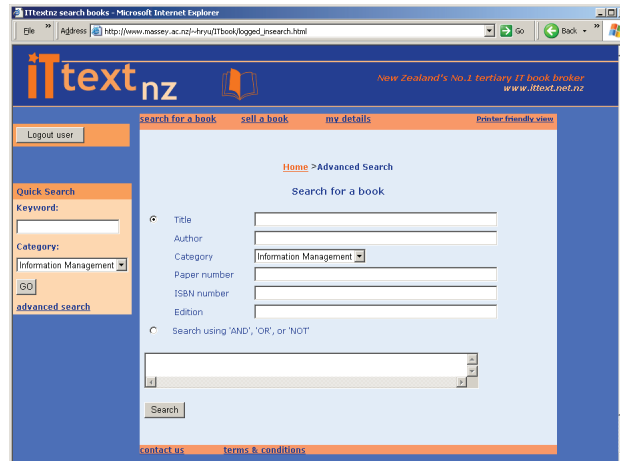 ITtextnz search books - Microsoft Internet Explorer
File » Address http://www.massey.ac.nz/~hryu/ITbook/logged_insearch.html Go Back »
iTtext nz
New Zealand's No.1 tertiary IT book broker
www.ittext.net.nz
search for a book sell a book my details Printer friendly view
Logout user
Home >Advanced Search
Quick Search
Search for a book
Keyword:
Title
Author
Category:
Category Information Management
Information Management
Paper number
GO
ISBN number
advanced search
Edition
Search using 'AND', 'OR', or 'NOT'
Search
contact us terms & conditions